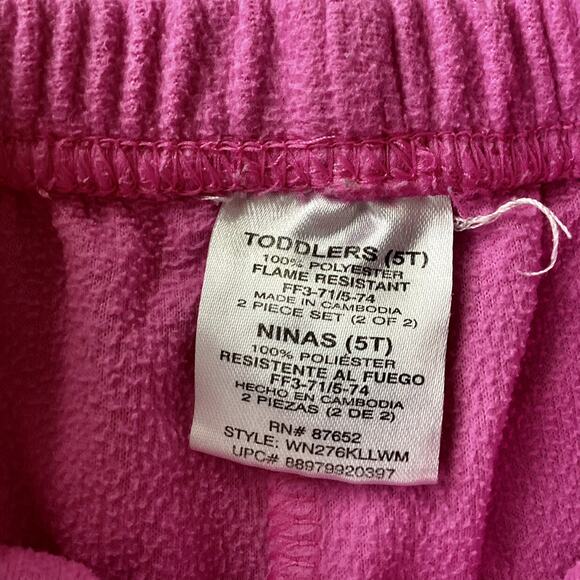 TODDLERS (5T)
100% POLYESTER
FLAME RESISTANT
FF3-71/5-74
MADE IN CAMBODIA
2 PIECE SET (2 OF 2)
NINAS (5T)
100% POLIÉSTER
RESISTENTE AL FUEGO
FF3-71/5-74
HECHO EN CAMBODIA
2 PIEZAS (2 DE 2)
RN# 87652
STYLE: WN276KLLWM
UPC# 88979920397